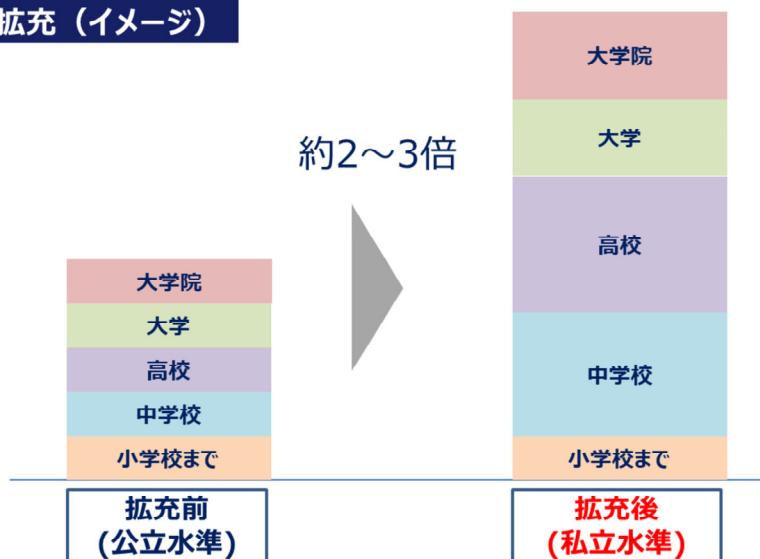 拡充（イメージ）
約2～3倍
大学院
大学
高校
中学校
小学校まで
大学院
大学
高校
中学校
小学校まで
拡充前
(公立水準)
拡充後
(私立水準)